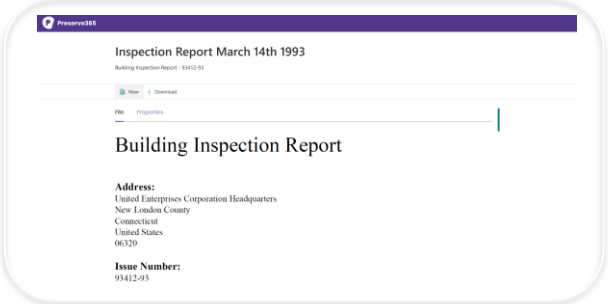 Preserve365
Inspection Report March 14th 1993
Building Inspection Report - 93412-93
View
Download
File
Properties
Building Inspection Report
Address:
United Enterprises Corporation Headquarters
New London County
Connecticut
United States
06320
Issue Number:
93412-93